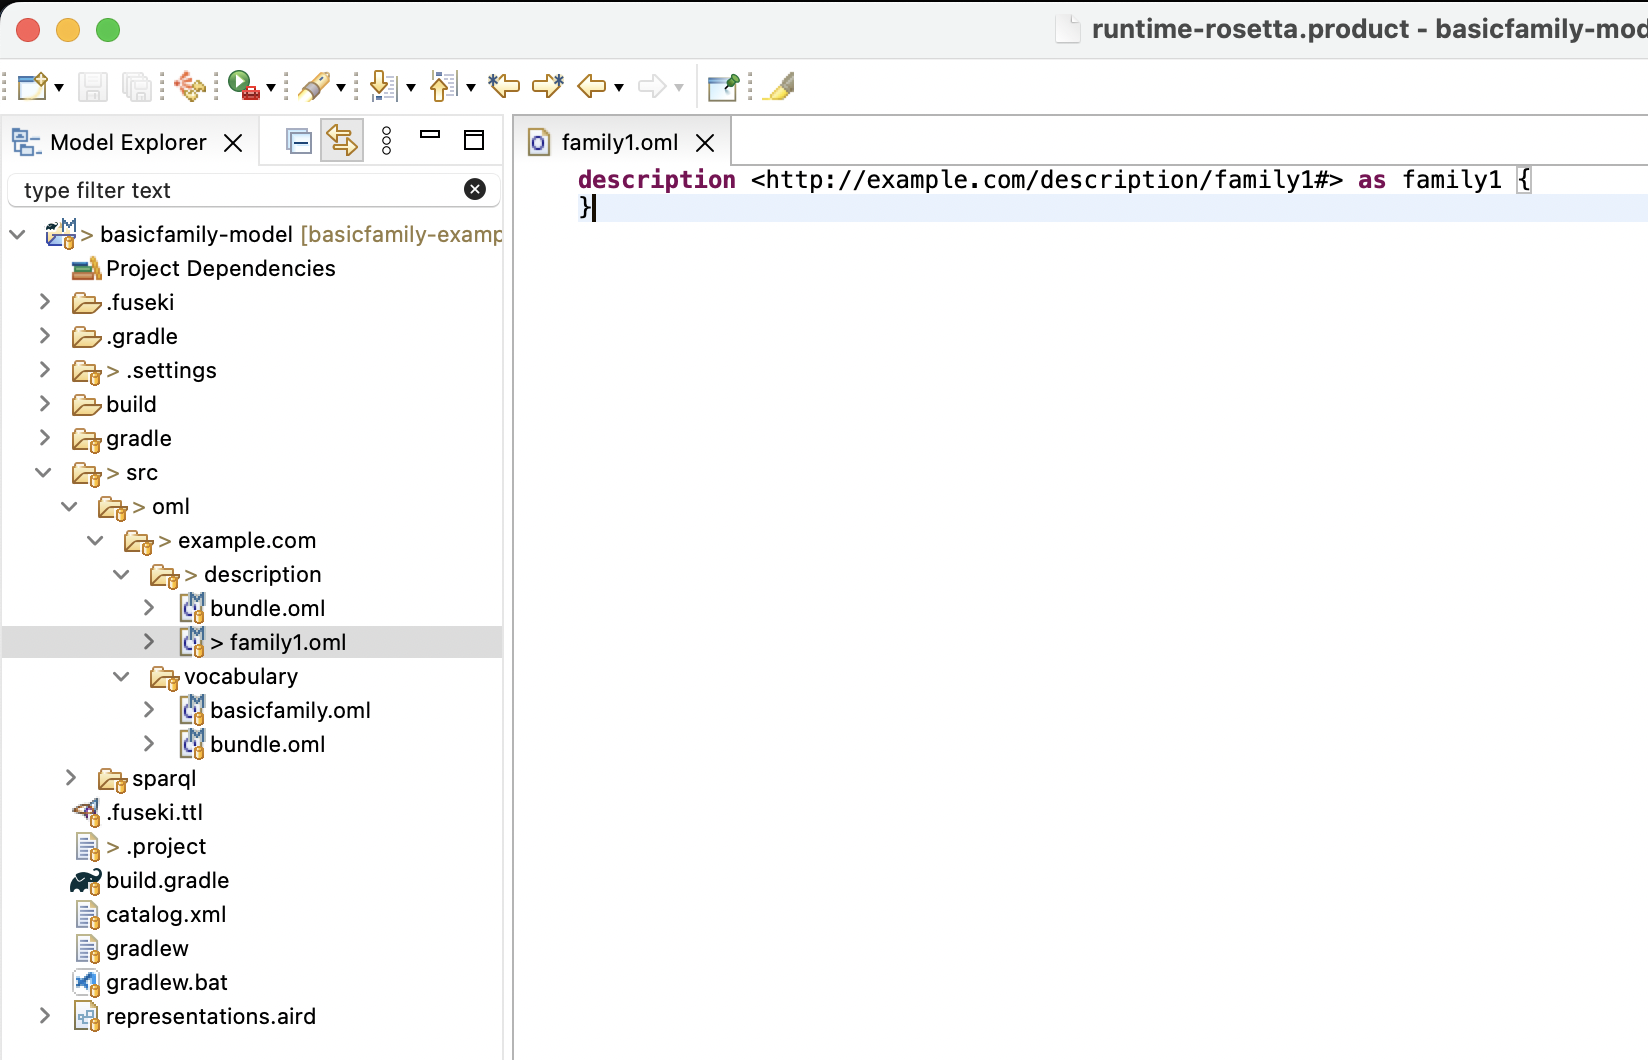 runtime-rosetta.product - basicfamily-mod
Model Explorer
family1.oml
type filter text
description <http://example.com/description/family1#> as family1 {
}
> basicfamily-model [basicfamily-examp
Project Dependencies
.fuseki
.gradle
> .settings
build
gradle
> src
> oml
> example.com
> description
bundle.oml
> family1.oml
vocabulary
basicfamily.oml
bundle.oml
sparql
.fuseki.ttl
> .project
build.gradle
catalog.xml
gradlew
gradlew.bat
representations.aird